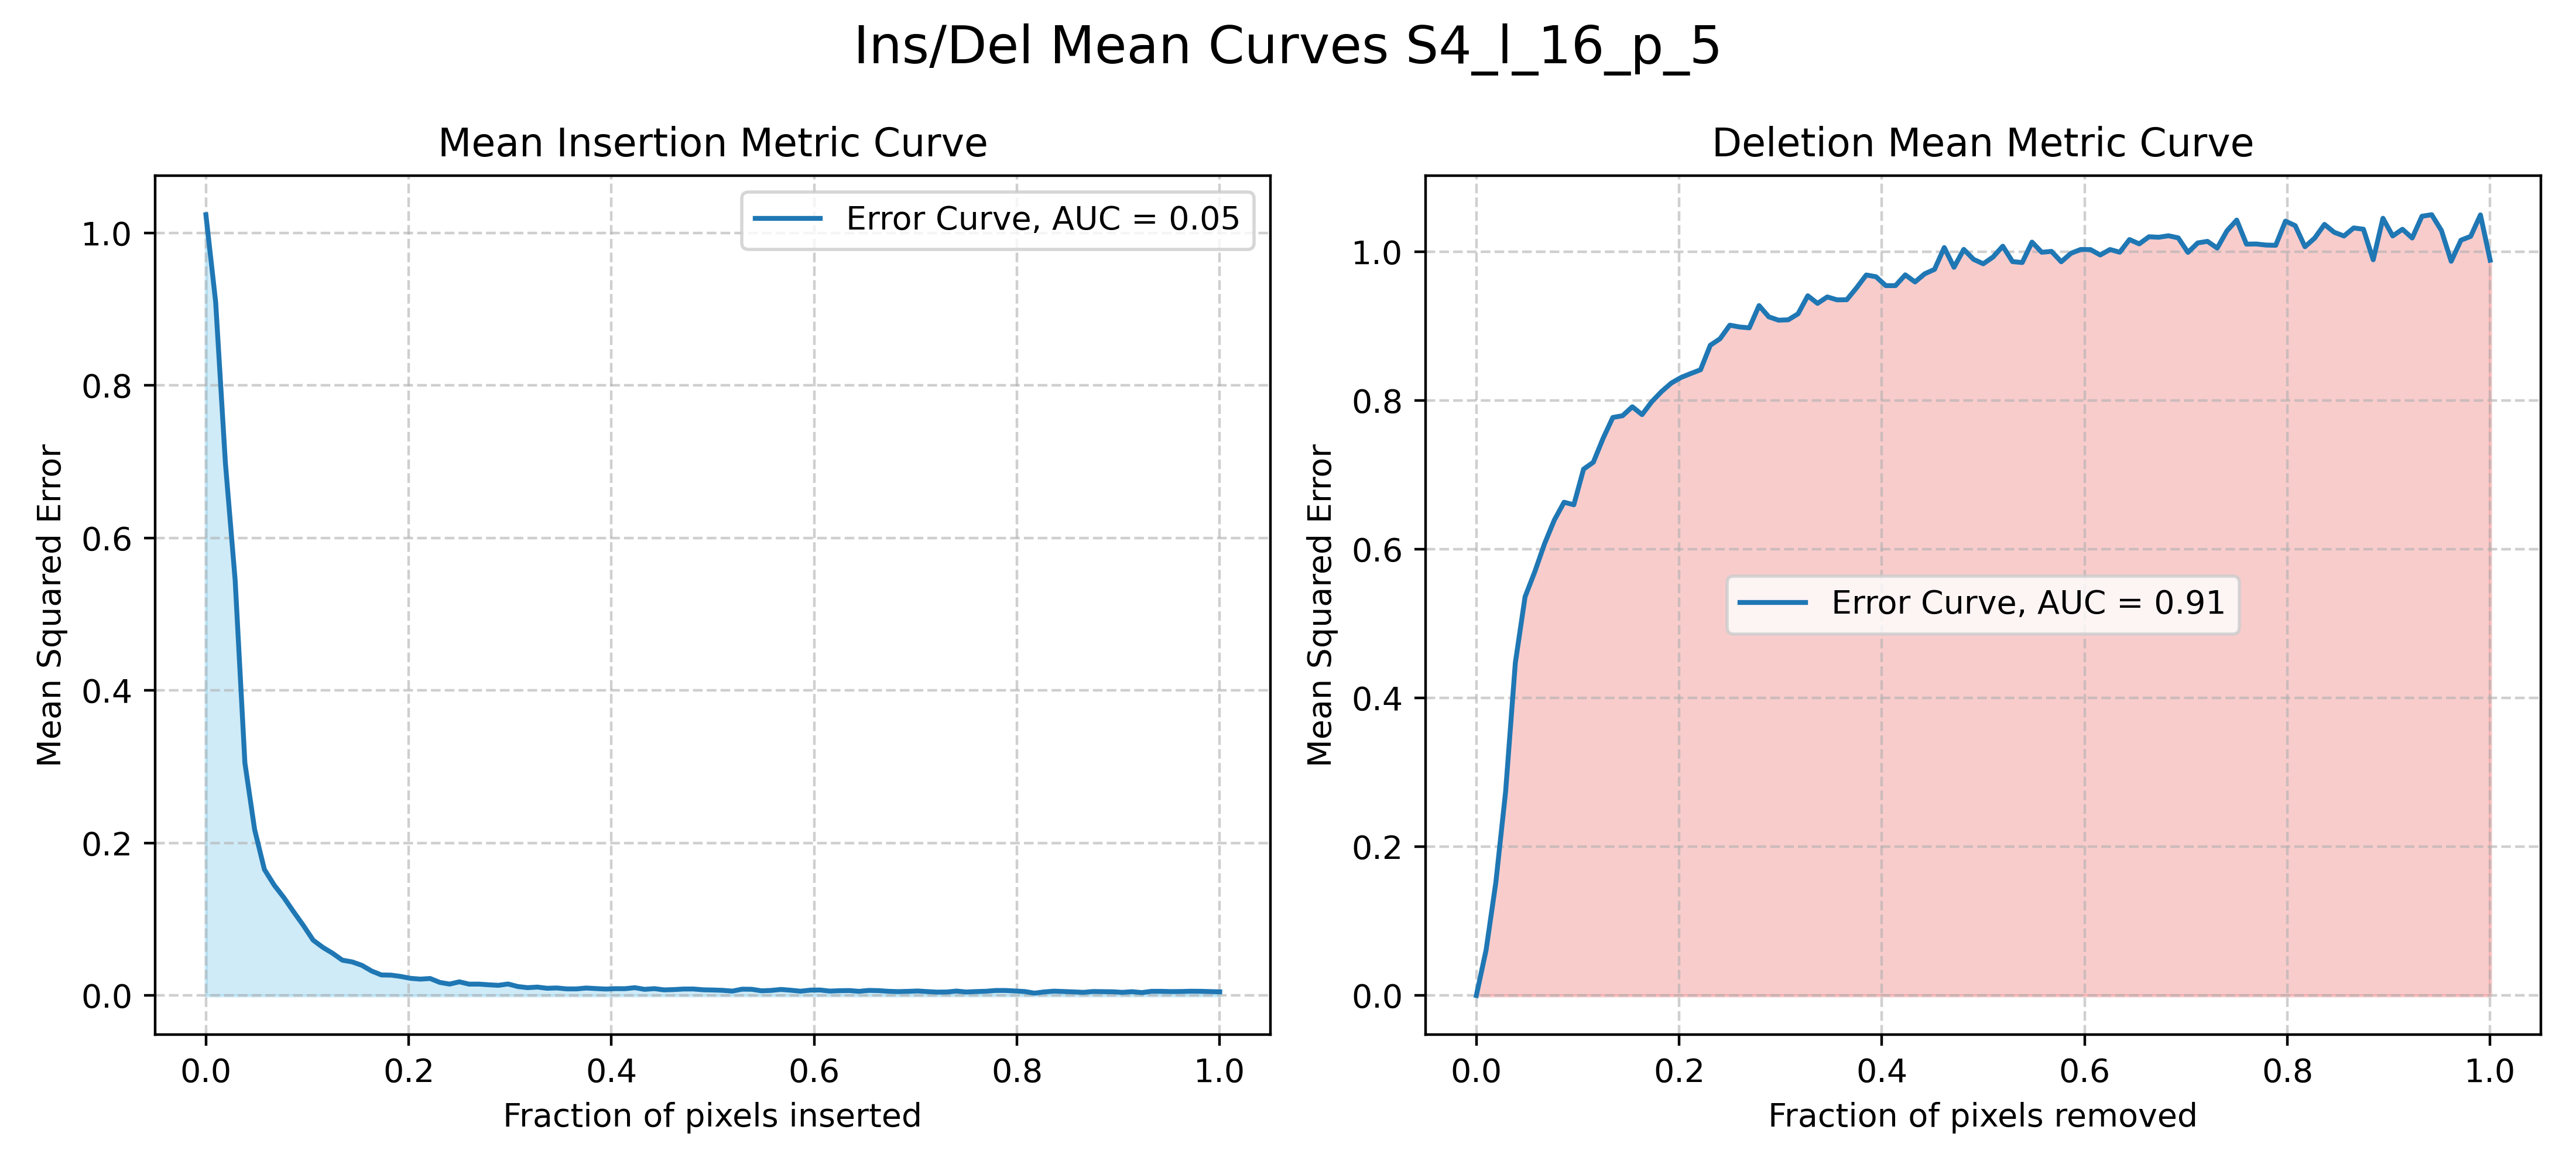 Ins/Del Mean Curves S4_l_16_p_5
Mean Insertion Metric Curve
Error Curve, AUC = 0.05
Mean Squared Error
1.0
0.8
0.6
0.4
0.2
0.0
0.0 0.2 0.4 0.6 0.8 1.0
Fraction of pixels inserted
Deletion Mean Metric Curve
Error Curve, AUC = 0.91
Mean Squared Error
1.0
0.8
0.6
0.4
0.2
0.0
0.0 0.2 0.4 0.6 0.8 1.0
Fraction of pixels removed